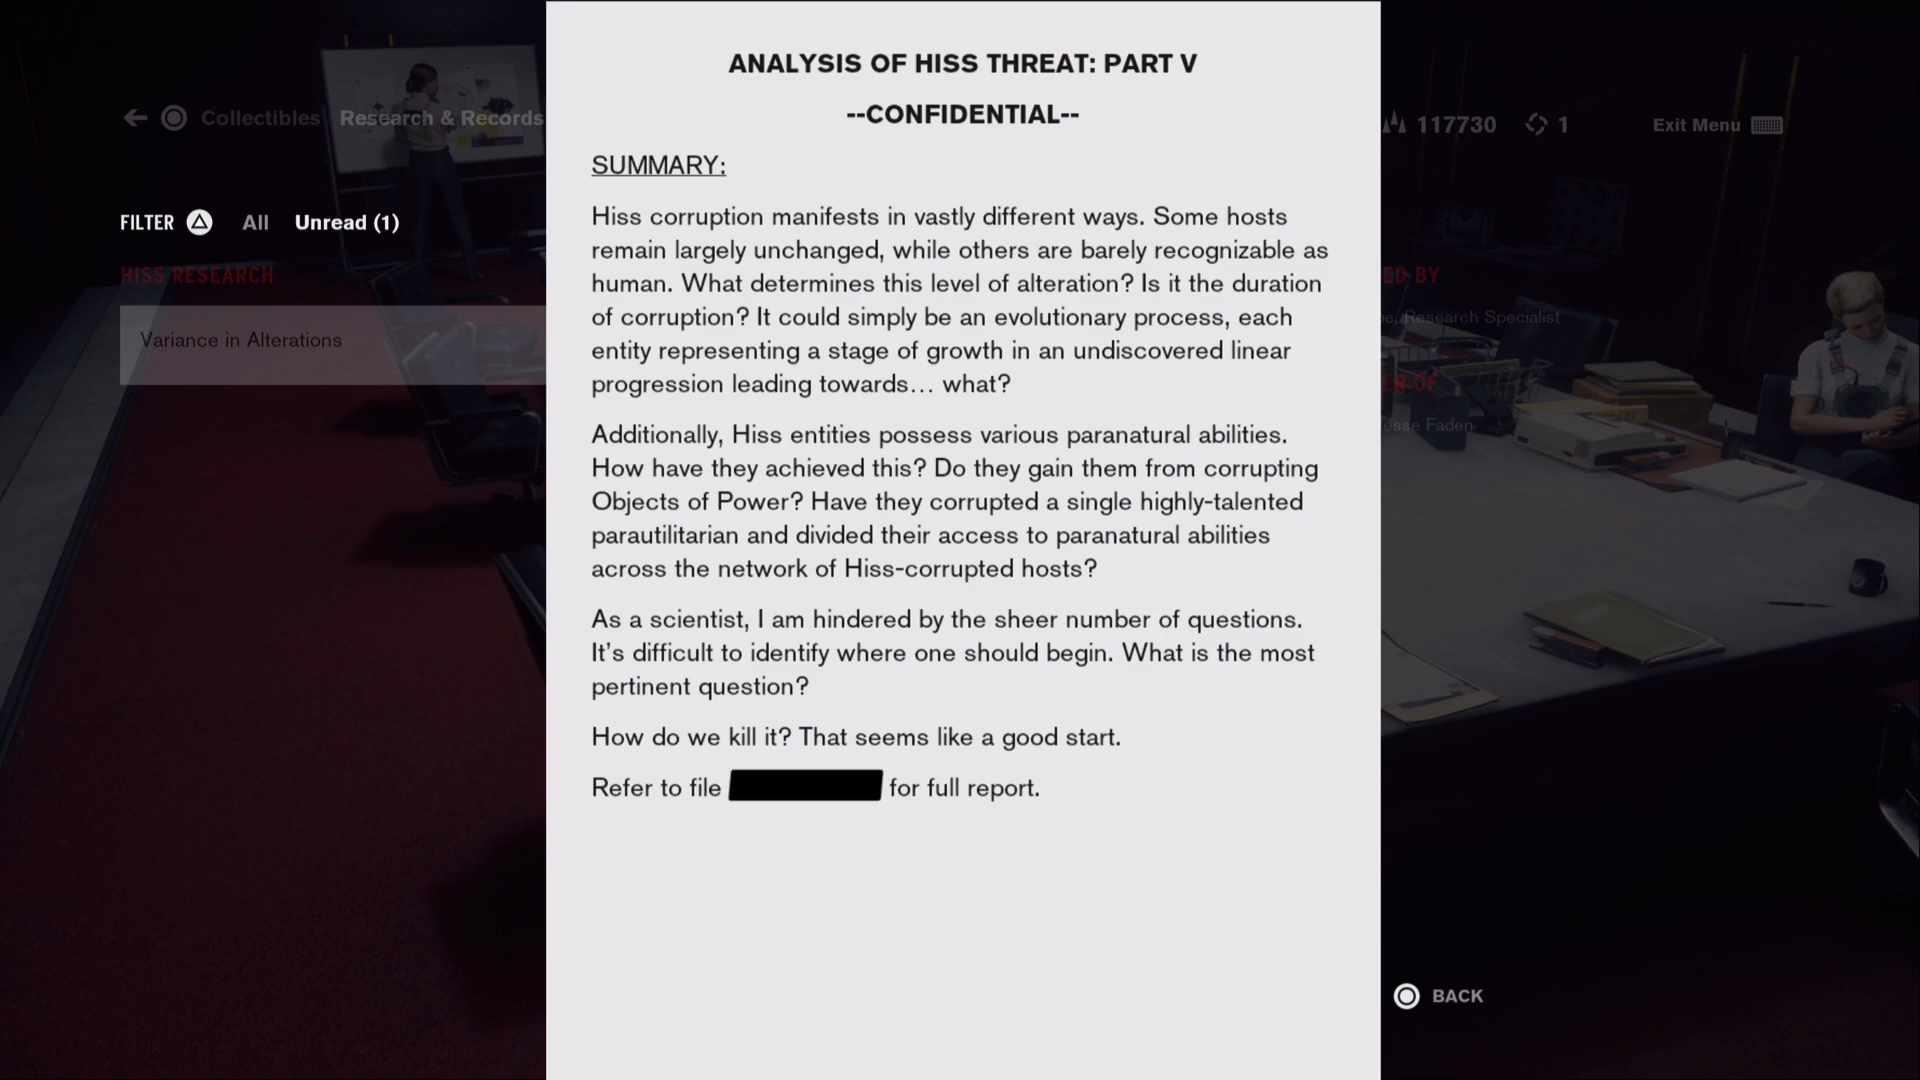 ANALYSIS OF HISS THREAT: PART V
--CONFIDENTIAL--
SUMMARY:
Hiss corruption manifests in vastly different ways. Some hosts
remain largely unchanged, while others are barely recognizable as
human. What determines this level of alteration? Is it the duration
of corruption? It could simply be an evolutionary process, each
entity representing a stage of growth in an undiscovered linear
progression leading towards… what?
Additionally, Hiss entities possess various paranatural abilities.
How have they achieved this? Do they gain them from corrupting
Objects of Power? Have they corrupted a single highly-talented
parautilitarian and divided their access to paranatural abilities
across the network of Hiss-corrupted hosts?
As a scientist, I am hindered by the sheer number of questions.
It's difficult to identify where one should begin. What is the most
pertinent question?
How do we kill it? That seems like a good start.
Refer to file for full report.
Collectibles Research & Records
FILTER All Unread (1)
HISS RESEARCH
Variance in Alterations
117730 1 Exit Menu
BY
Research Specialist
OF
Faden
BACK